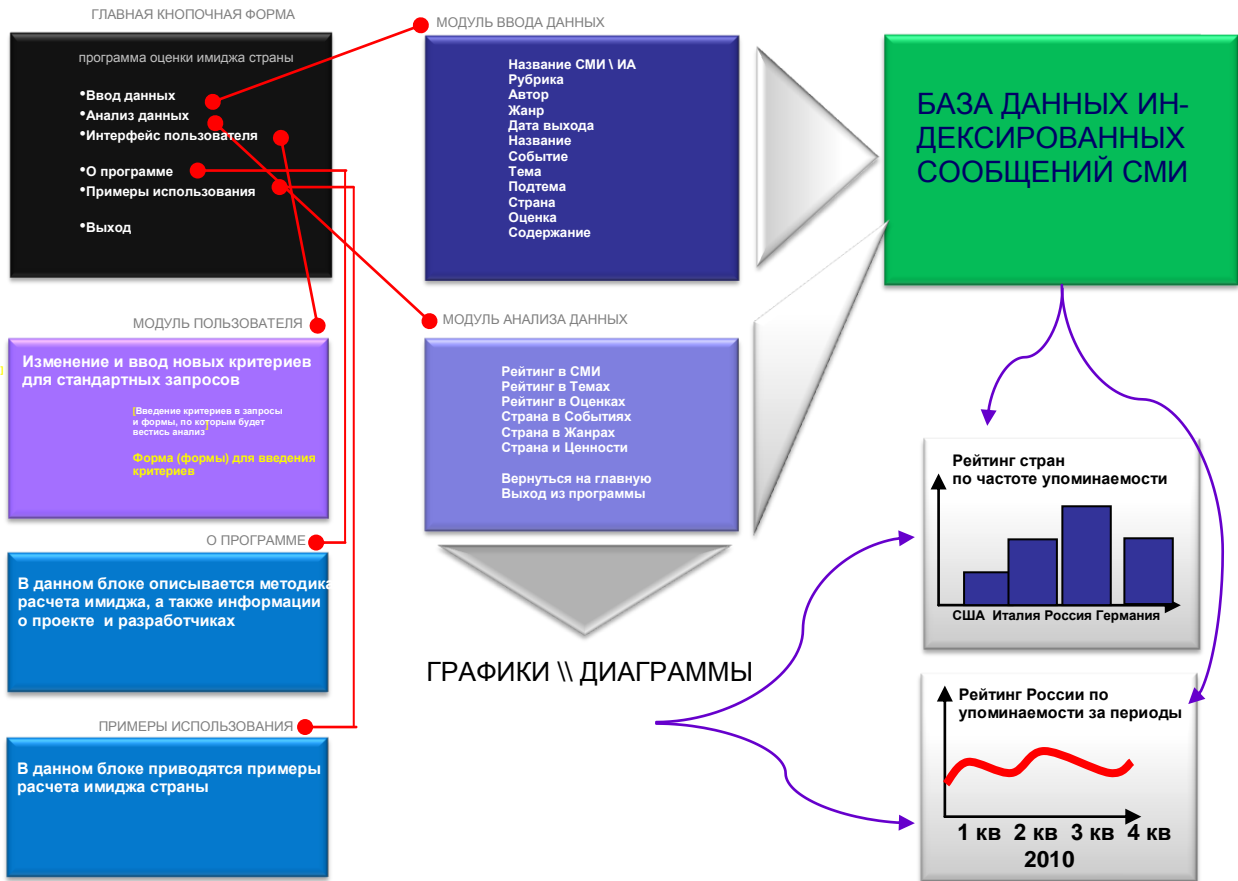 ГЛАВНАЯ КНОПОЧНАЯ ФОРМА
программа оценки имиджа страны
•Ввод данных
•Анализ данных
•Интерфейс пользователя
•О программе
•Примеры использования
•Выход
МОДУЛЬ ВВОДА ДАННЫХ
Название СМИ \ ИА
Рубрика
Автор
Жанр
Дата выхода
Название
Событие
Тема
Подтема
Страна
Оценка
Содержание
БАЗА ДАННЫХ ИН-
ДЕКСИРОВАННЫХ
СООБЩЕНИЙ СМИ
МОДУЛЬ ПОЛЬЗОВАТЕЛЯ
Изменение и ввод новых критериев
для стандартных запросов
[Введение критериев в запросы
и формы, по которым будет
вестись анализ]
Форма (формы) для введения
критериев
МОДУЛЬ АНАЛИЗА ДАННЫХ
Рейтинг в СМИ
Рейтинг в Темах
Рейтинг в Оценках
Страна в Событиях
Страна в Жанрах
Страна и Ценности
Вернуться на главную
Выход из программы
О ПРОГРАММЕ
В данном блоке описывается методика
расчета имиджа, а также информации
о проекте и разработчиках
ПРИМЕРЫ ИСПОЛЬЗОВАНИЯ
В данном блоке приводятся примеры
расчета имиджа страны
ГРАФИКИ \\ ДИАГРАММЫ
Рейтинг стран
по частоте упоминаемости
США Италия Россия Германия
Рейтинг России по
упоминаемости за периоды
1 кв 2 кв 3 кв 4 кв
2010